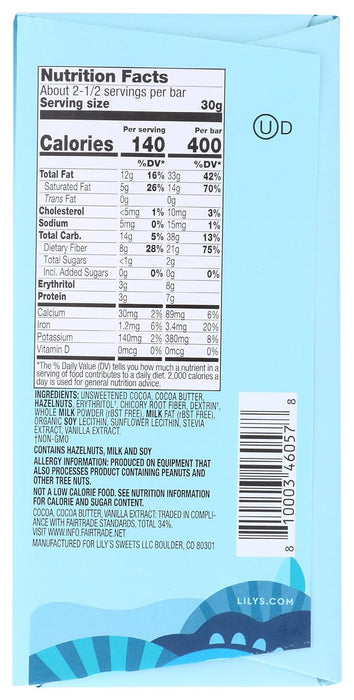 Nutrition Facts
About 2-1/2 servings per bar
Serving size 30g
Per serving Per bar
Calories 140 400
%DV* %DV*
Total Fat 12g 16% 33g 42%
Saturated Fat 5g 26% 14g 70%
Trans Fat 0g 0g
Cholesterol <5mg 1% 10mg 3%
Sodium 5mg 0% 15mg 1%
Total Carb. 14g 5% 38g 13%
Dietary Fiber 8g 28% 21g 75%
Total Sugars <1g 2g
Incl. Added Sugars 0g 0% 0g 0%
Erythritol 3g 8g
Protein 3g 7g
Calcium 30mg 2% 89mg 6%
Iron 1.2mg 6% 3.4mg 20%
Potassium 140mg 2% 380mg 8%
Vitamin D 0mcg 0% 0mcg 0%
*The % Daily Value (DV) tells you how much a nutrient in a
serving of food contributes to a daily diet. 2,000 calories a
day is used for general nutrition advice.
U D
INGREDIENTS: UNSWEETENED COCOA, COCOA BUTTER,
HAZELNUTS, ERYTHRITOL†, CHICORY ROOT FIBER, DEXTRIN†,
WHOLE MILK POWDER (rBST FREE), MILK FAT (rBST FREE),
ORGANIC SOY LECITHIN, SUNFLOWER LECITHIN, STEVIA
EXTRACT, VANILLA EXTRACT.
†NON-GMO
CONTAINS HAZELNUTS, MILK AND SOY
ALLERGY INFORMATION: PRODUCED ON EQUIPMENT THAT
ALSO PROCESSES PRODUCT CONTAINING PEANUTS AND
OTHER TREE NUTS.
NOT A LOW CALORIE FOOD. SEE NUTRITION INFORMATION
FOR CALORIE AND SUGAR CONTENT.
COCOA, COCOA BUTTER, VANILLA EXTRACT: TRADED IN COMPLI-
ANCE WITH FAIRTRADE STANDARDS, TOTAL 34%.
VISIT WWW.INFO.FAIRTRADE.NET
MANUFACTURED FOR LILY'S SWEETS LLC BOULDER, CO 80301
8 10003 46057 8
LILYS.COM